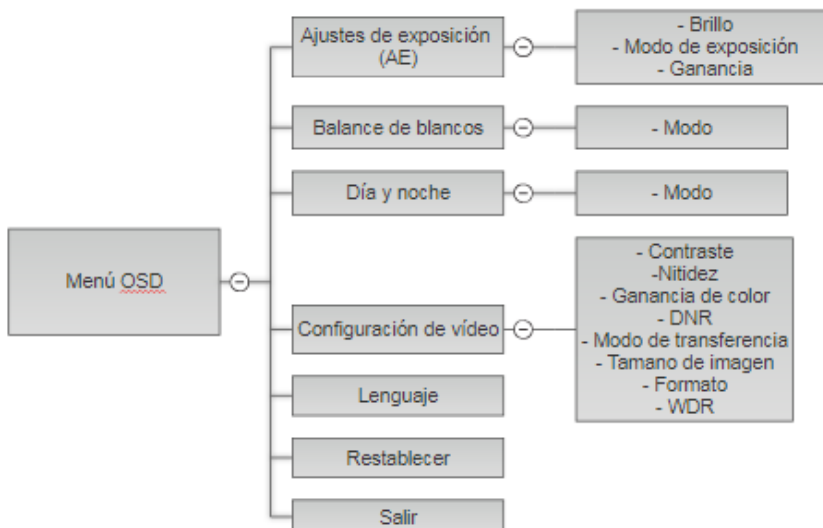 Ajustes de exposición
(AE)
- Brillo
- Modo de exposición
- Ganancia
Balance de blancos
- Modo
Día y noche
- Modo
Menú OSD
Configuración de vídeo
- Contraste
-Nitidez
- Ganancia de color
- DNR
- Modo de transferencia
- Tamano de imagen
- Formato
- WDR
Lenguaje
Restablecer
Salir